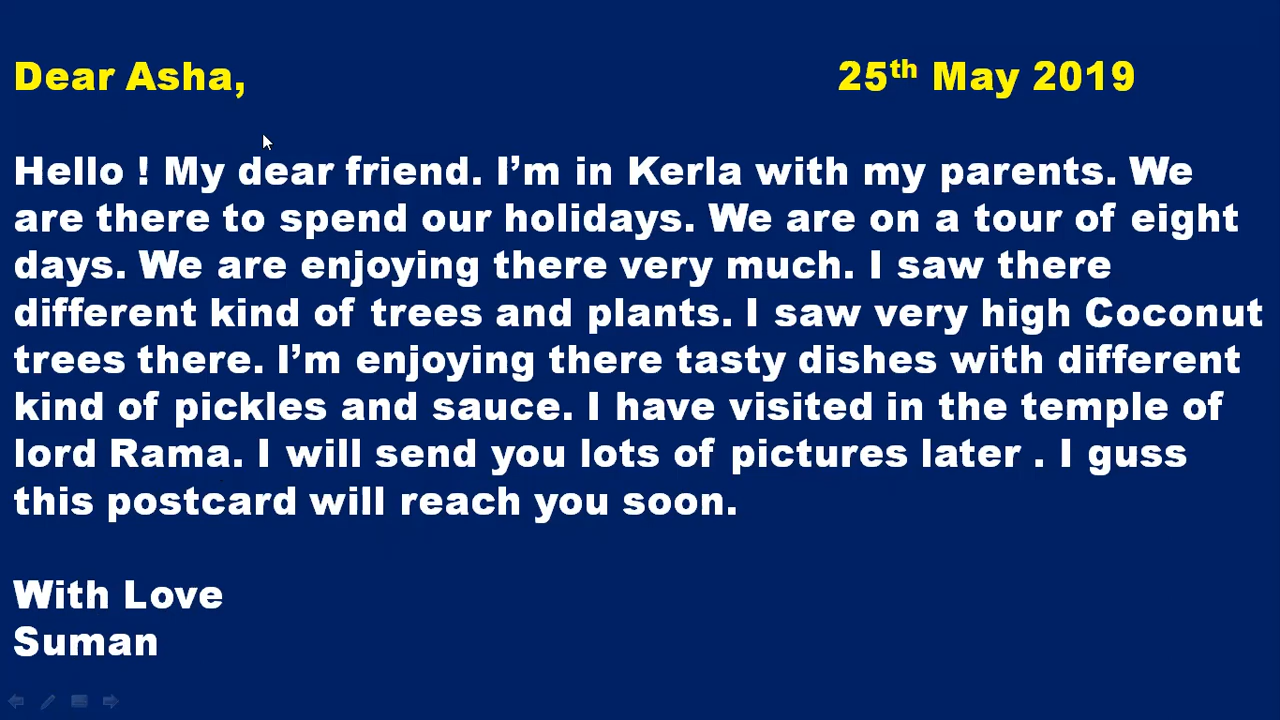 Dear Asha, 25th May 2019
Hello ! My dear friend. I’m in Kerla with my parents. We
are there to spend our holidays. We are on a tour of eight
days. We are enjoying there very much. I saw there
different kind of trees and plants. I saw very high Coconut
trees there. I’m enjoying there tasty dishes with different
kind of pickles and sauce. I have visited in the temple of
lord Rama. I will send you lots of pictures later . I guss
this postcard will reach you soon.
With Love
Suman